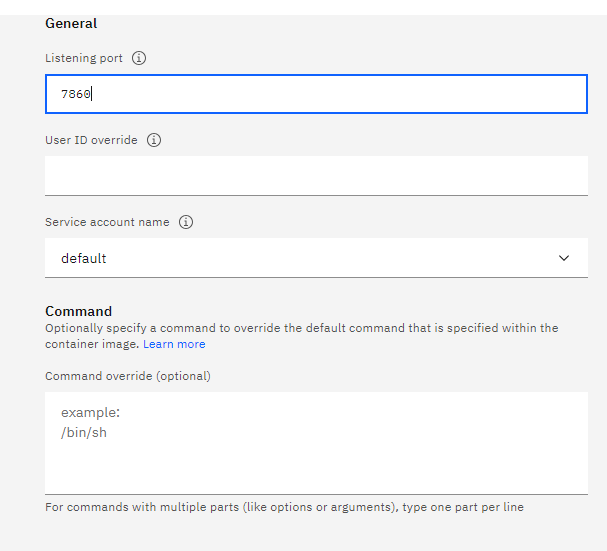 General
Listening port
7860
User ID override
Service account name
default
Command
Optionally specify a command to override the default command that is specified within the
container image. Learn more
Command override (optional)
example:
/bin/sh
For commands with multiple parts (like options or arguments), type one part per line